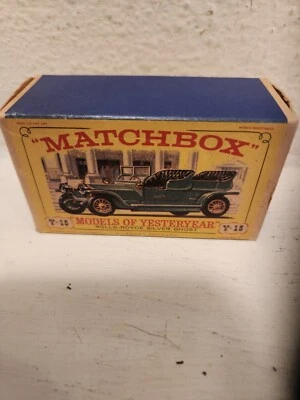 "MATCHBOX"
Y-15 MODELS OF YESTERYEAR Y-15
ROLLS-ROYCE SILVER GHOST